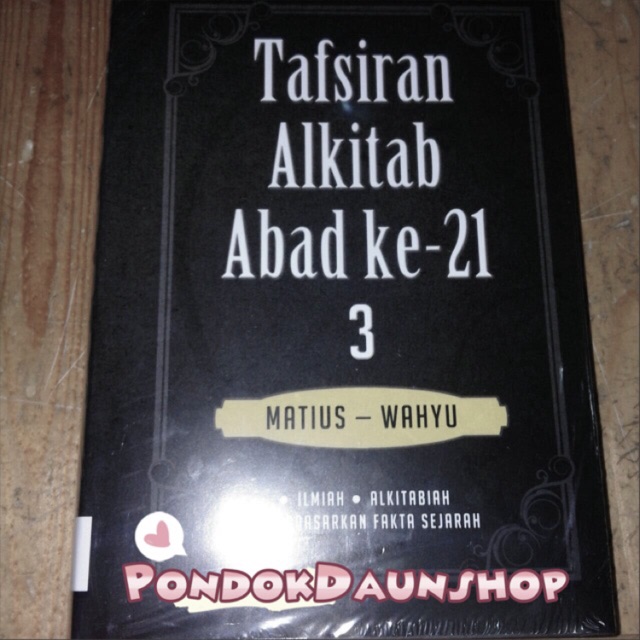 Tafsiran
Alkitab
Abad ke-21
3
MATIUS – WAHYU
• ILMIAH • ALKITABIAH
DASARKAN FAKTA SEJARAH
PONDOKDAUNSHOP